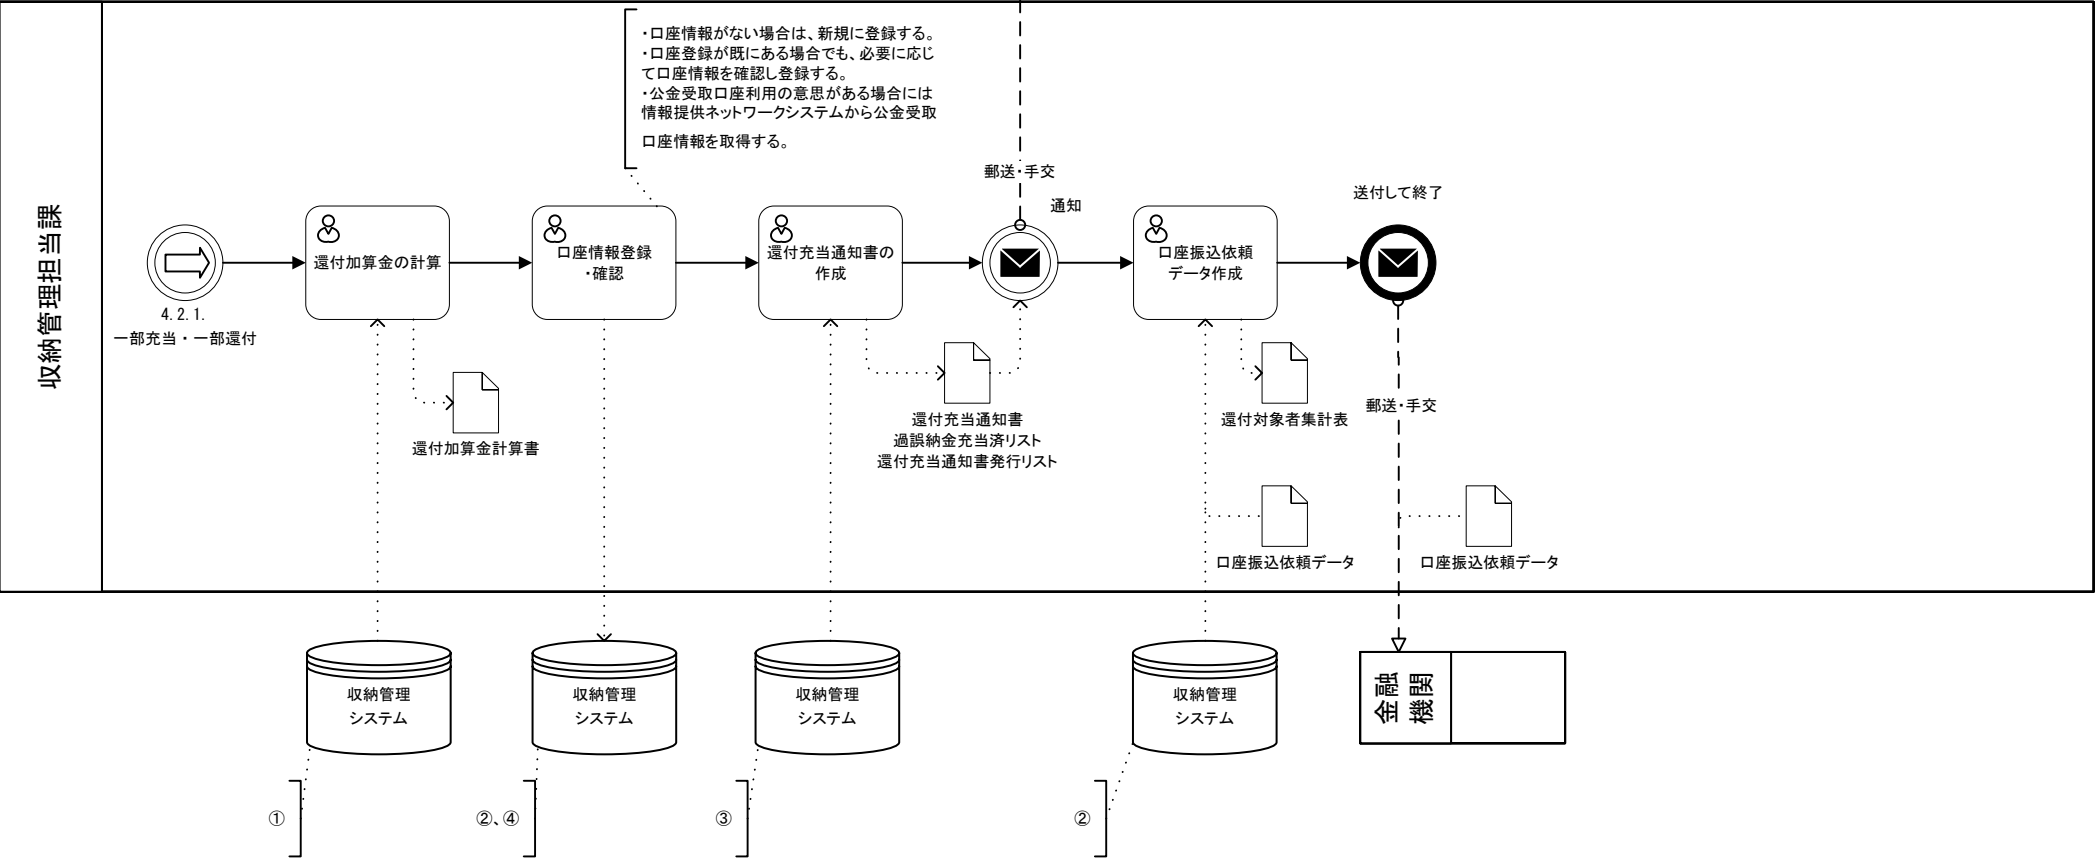 ・口座情報がない場合は、新規に登録する。
・口座登録が既にある場合でも、必要に応じ
て口座情報を確認し登録する。
・公金受取口座利用の意思がある場合には
情報提供ネットワークシステムから公金受取
口座情報を取得する。
収納管理担当課
4.2.1.
一部充当・一部還付
還付加算金の計算
還付加算金計算書
口座情報登録
・確認
還付充当通知書の
作成
還付充当通知書
過誤納金充当済リスト
還付充当通知書発行リスト
郵送・手交
通知
口座振込依頼
データ作成
還付対象者集計表
口座振込依頼データ
送付して終了
郵送・手交
口座振込依頼データ
収納管理
システム
収納管理
システム
収納管理
システム
収納管理
システム
金融
機関
①
②、④
③
②